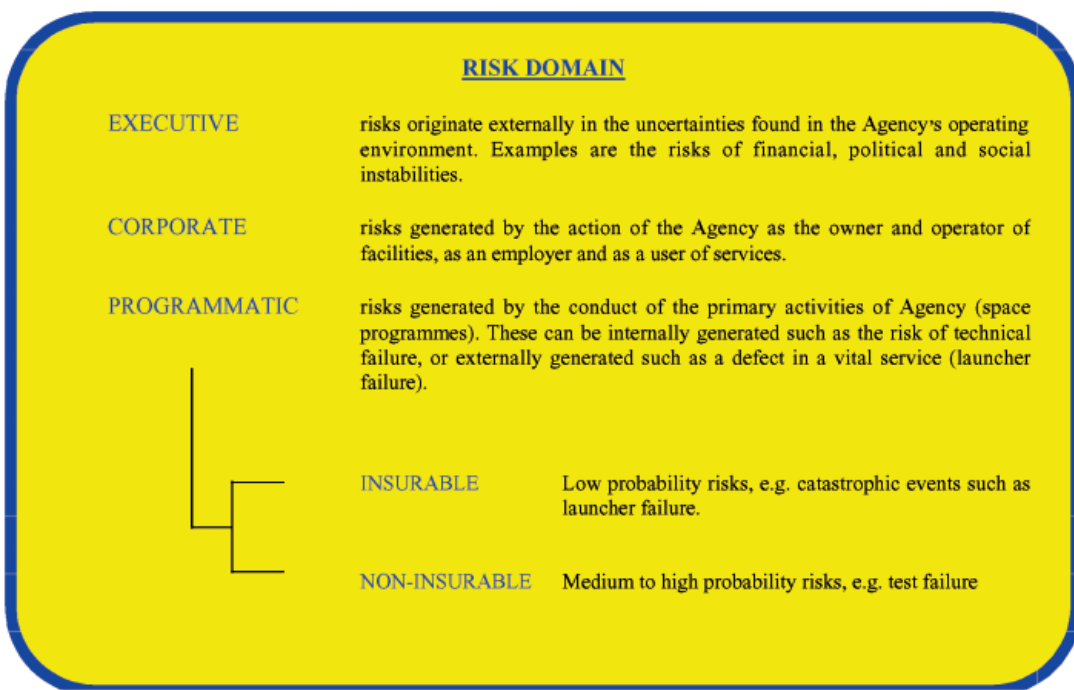 RISK DOMAIN
EXECUTIVE
risks originate externally in the uncertainties found in the Agency's operating
environment. Examples are the risks of financial, political and social
instabilities.
CORPORATE
risks generated by the action of the Agency as the owner and operator of
facilities, as an employer and as a user of services.
PROGRAMMATIC
risks generated by the conduct of the primary activities of Agency (space
programmes). These can be internally generated such as the risk of technical
failure, or externally generated such as a defect in a vital service (launcher
failure).
INSURABLE
Low probability risks, e.g. catastrophic events such as
launcher failure.
NON-INSURABLE
Medium to high probability risks, e.g. test failure